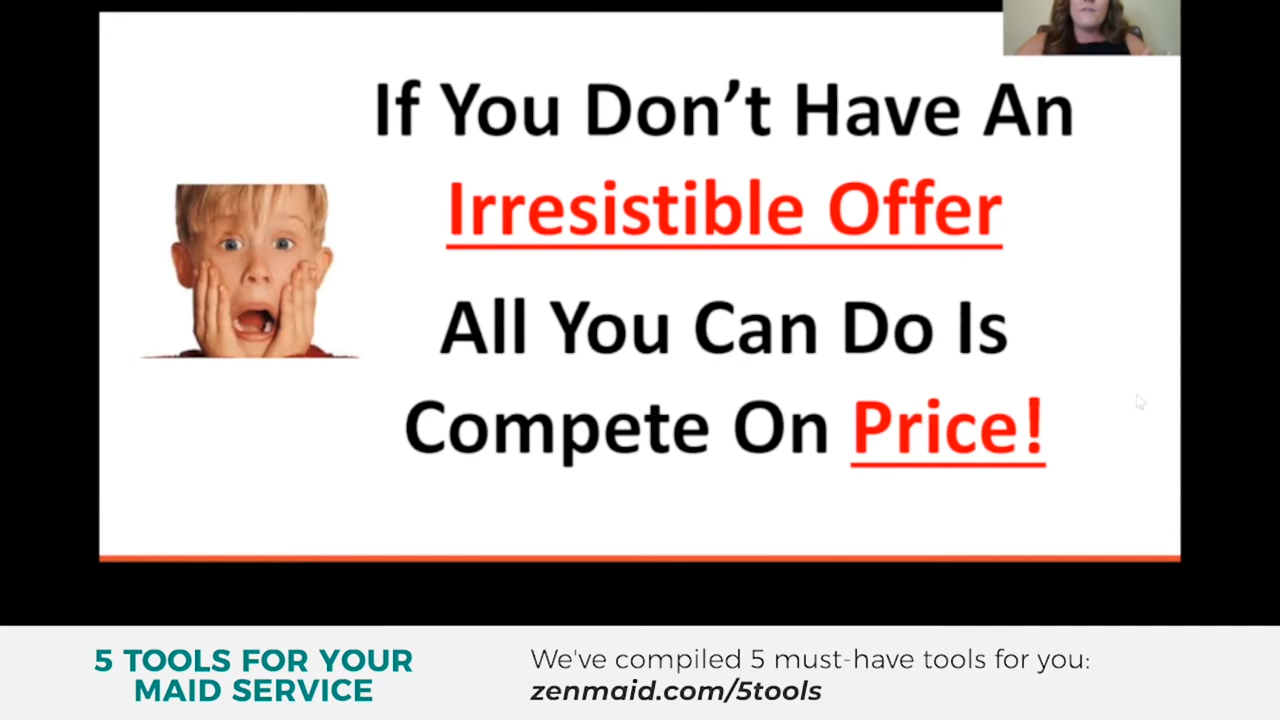 If You Don’t Have An
Irresistible Offer
All You Can Do Is
Compete On Price!
5 TOOLS FOR YOUR
MAID SERVICE
We've compiled 5 must-have tools for you:
zenmaid.com/5tools